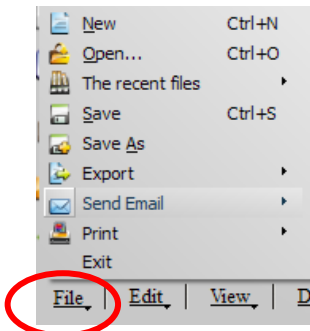 New Ctrl+N
Open... Ctrl+O
The recent files
Save Ctrl+S
Save As
Export
Send Email
Print
Exit
File Edit View D